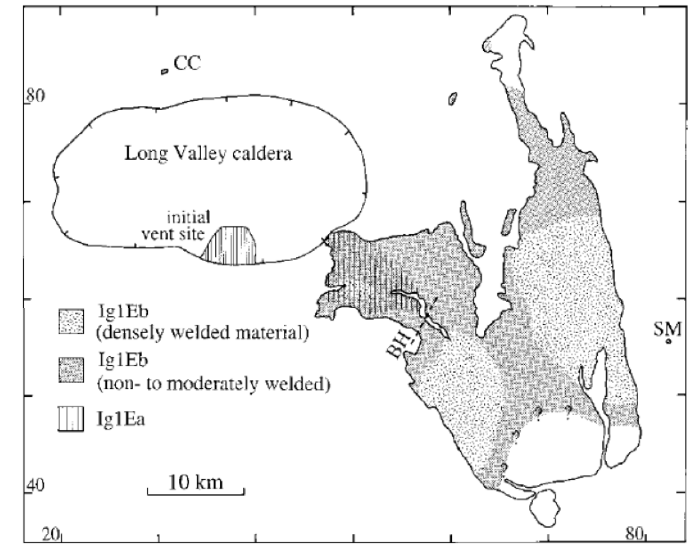 CC
80
Long Valley caldera
initial
vent site
Ig1Eb
(densely welded material)
SM
BH
Ig1Eb
(non- to moderately welded)
Ig1Ea
10 km
40
20
80
? ? ? ?